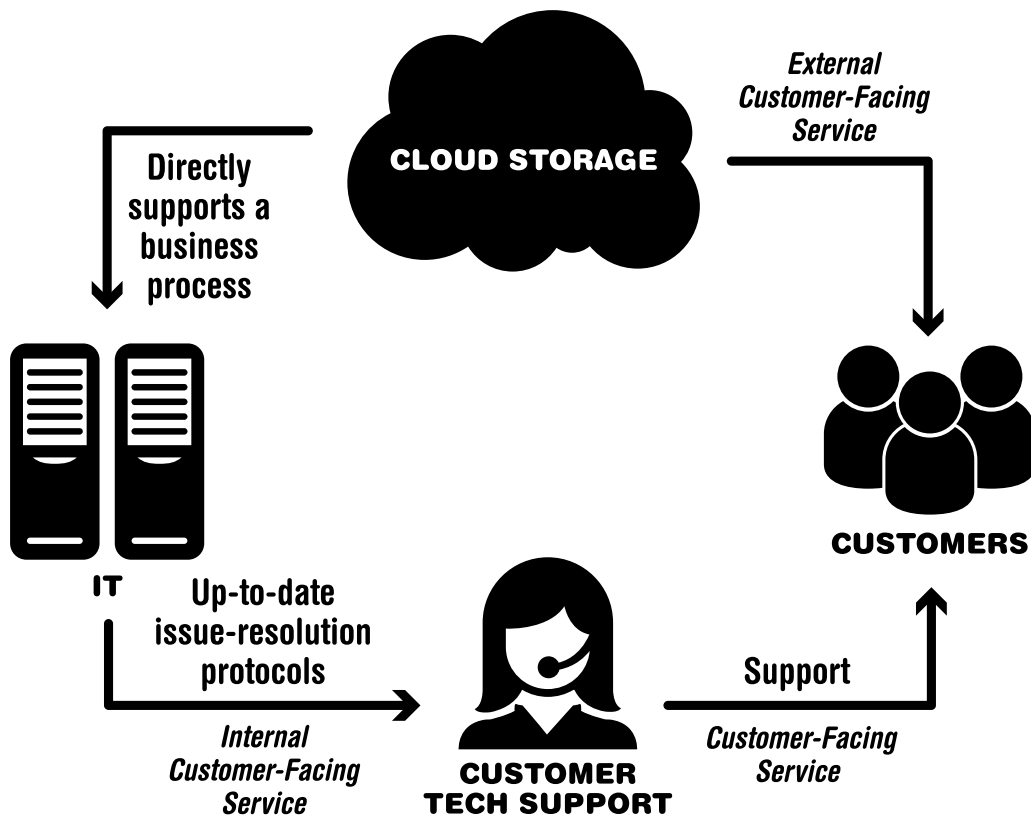 External
Customer-Facing
Service
CLOUD STORAGE
Directly
supports a
business
process
CUSTOMERS
IT
Up-to-date
issue-resolution
protocols
Support
Internal
Customer-Facing
Service
Customer-Facing
Service
CUSTOMER
TECH SUPPORT